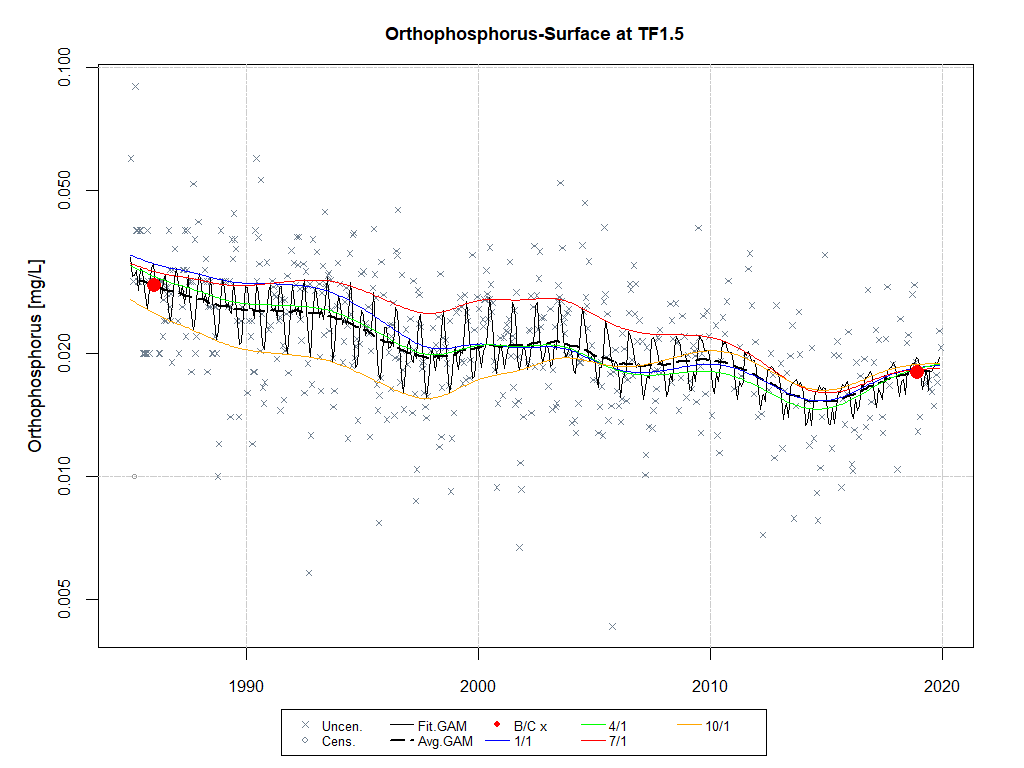 Orthophosphorus-Surface at TF1.5
Orthophosphorus [mg/L]
0.100
0.050
0.020
0.010
0.005
1990 2000 2010 2020
Uncen. Fit.GAM B/C x 4/1 10/1
Cens. Avg.GAM 1/1 7/1